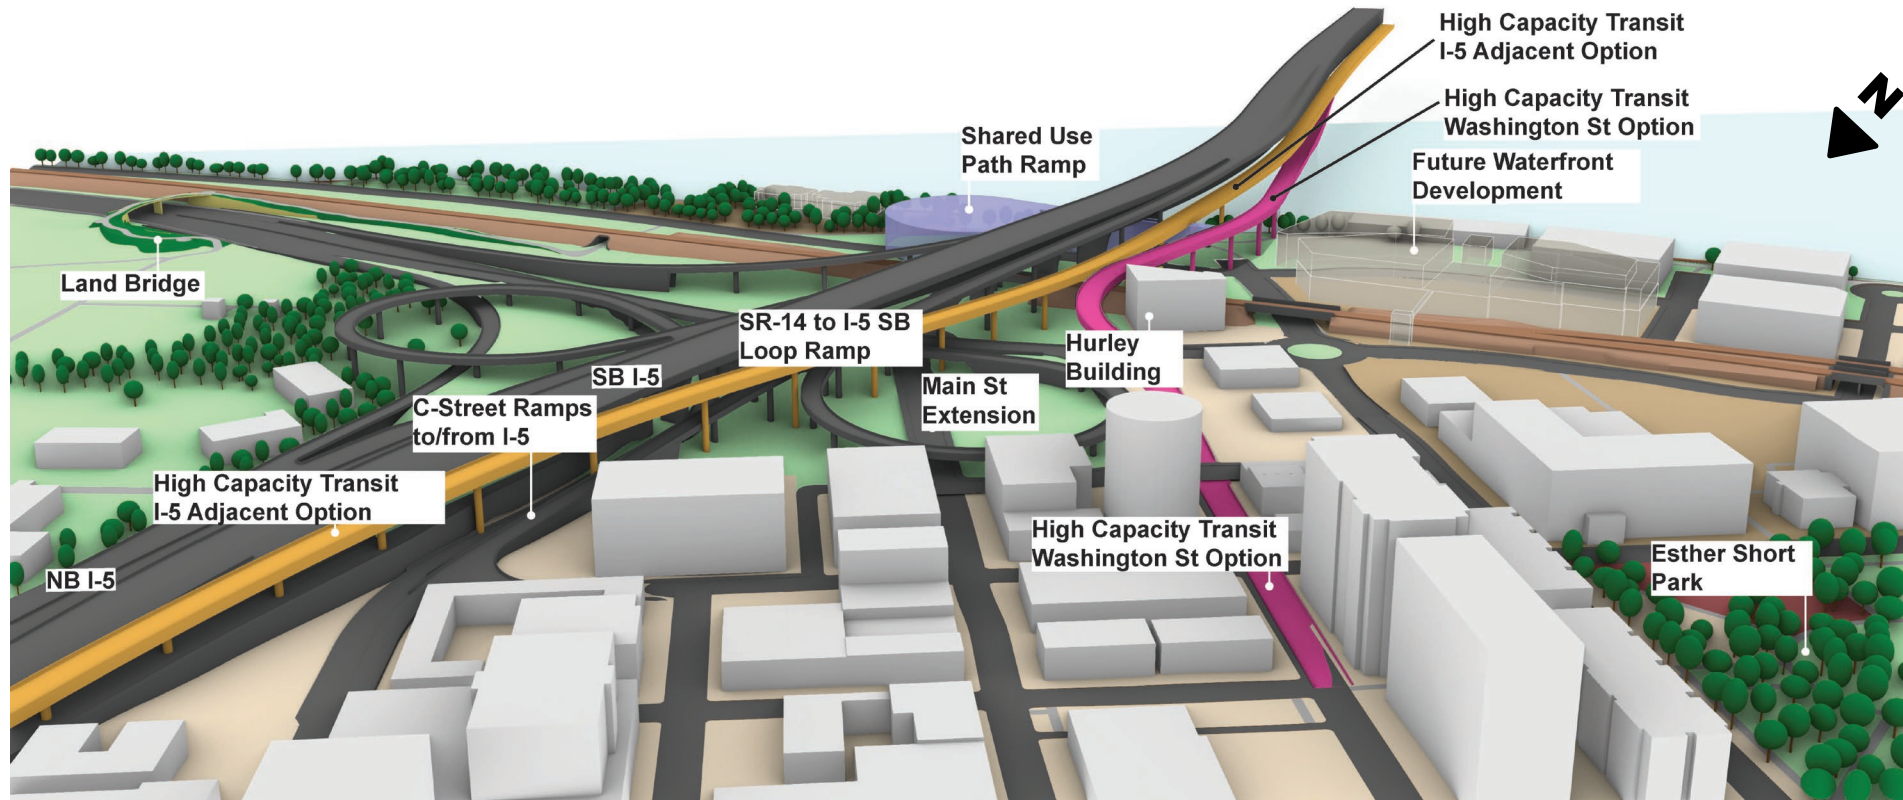 High Capacity Transit
I-5 Adjacent Option
N
High Capacity Transit
Washington St Option
Shared Use
Path Ramp
Future Waterfront
Development
Land Bridge
SR-14 to I-5 SB
Loop Ramp
Hurley
Building
SB I-5
Main St
Extension
C-Street Ramps
to/from I-5
High Capacity Transit
I-5 Adjacent Option
High Capacity Transit
Washington St Option
Esther Short
Park
NB I-5